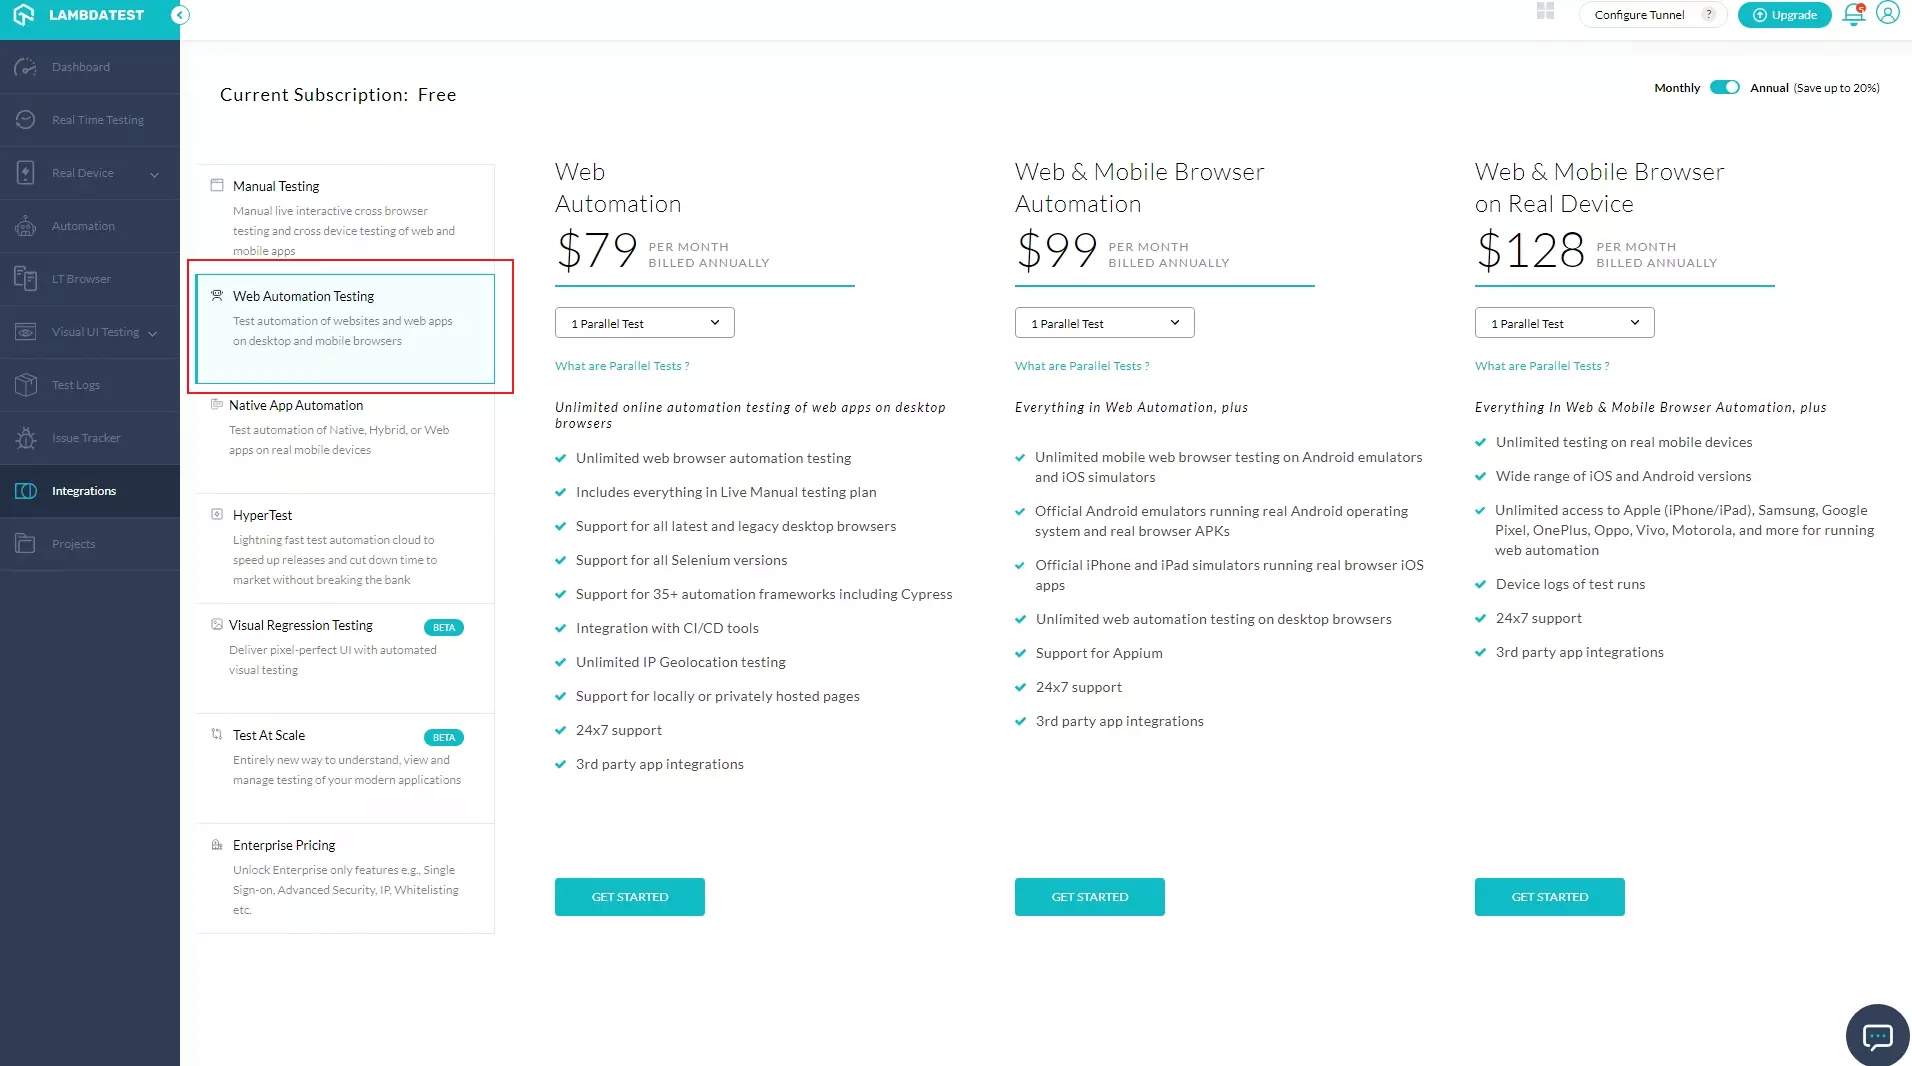 LAMBDATEST
Configure Tunnel ?
Upgrade
Dashboard
Real Time Testing
Real Device
Automation
LT Browser
Visual UI Testing
Test Logs
Issue Tracker
Integrations
Projects
Current Subscription: Free
Monthly Annual (Save up to 20%)
Manual Testing
Manual live interactive cross browser
testing and cross device testing of web and
mobile apps
Web Automation Testing
Test automation of websites and web apps
on desktop and mobile browsers
Native App Automation
Test automation of Native, Hybrid, or Web
apps on real mobile devices
HyperTest
Lightning fast test automation cloud to
speed up releases and cut down time to
market without breaking the bank
Visual Regression Testing BETA
Deliver pixel-perfect UI with automated
visual testing
Test At Scale BETA
Entirely new way to understand, view and
manage testing of your modern applications
Enterprise Pricing
Unlock Enterprise only features e.g., Single
Sign-on, Advanced Security, IP, Whitelisting
etc.
Web
Automation
$79 PER MONTH
BILLED ANNUALLY
1 Parallel Test
What are Parallel Tests ?
Unlimited online automation testing of web apps on desktop
browsers
Unlimited web browser automation testing
Includes everything in Live Manual testing plan
Support for all latest and legacy desktop browsers
Support for all Selenium versions
Support for 35+ automation frameworks including Cypress
Integration with CI/CD tools
Unlimited IP Geolocation testing
Support for locally or privately hosted pages
24x7 support
3rd party app integrations
GET STARTED
Web & Mobile Browser
Automation
$99 PER MONTH
BILLED ANNUALLY
1 Parallel Test
What are Parallel Tests ?
Everything in Web Automation, plus
Unlimited mobile web browser testing on Android emulators
and iOS simulators
Official Android emulators running real Android operating
system and real browser APKs
Official iPhone and iPad simulators running real browser iOS
apps
Unlimited web automation testing on desktop browsers
Support for Appium
24x7 support
3rd party app integrations
GET STARTED
Web & Mobile Browser
on Real Device
$128 PER MONTH
BILLED ANNUALLY
1 Parallel Test
What are Parallel Tests ?
Everything In Web & Mobile Browser Automation, plus
Unlimited testing on real mobile devices
Wide range of iOS and Android versions
Unlimited access to Apple (iPhone/iPad), Samsung, Google
Pixel, OnePlus, Oppo, Vivo, Motorola, and more for running
web automation
Device logs of test runs
24x7 support
3rd party app integrations
GET STARTED